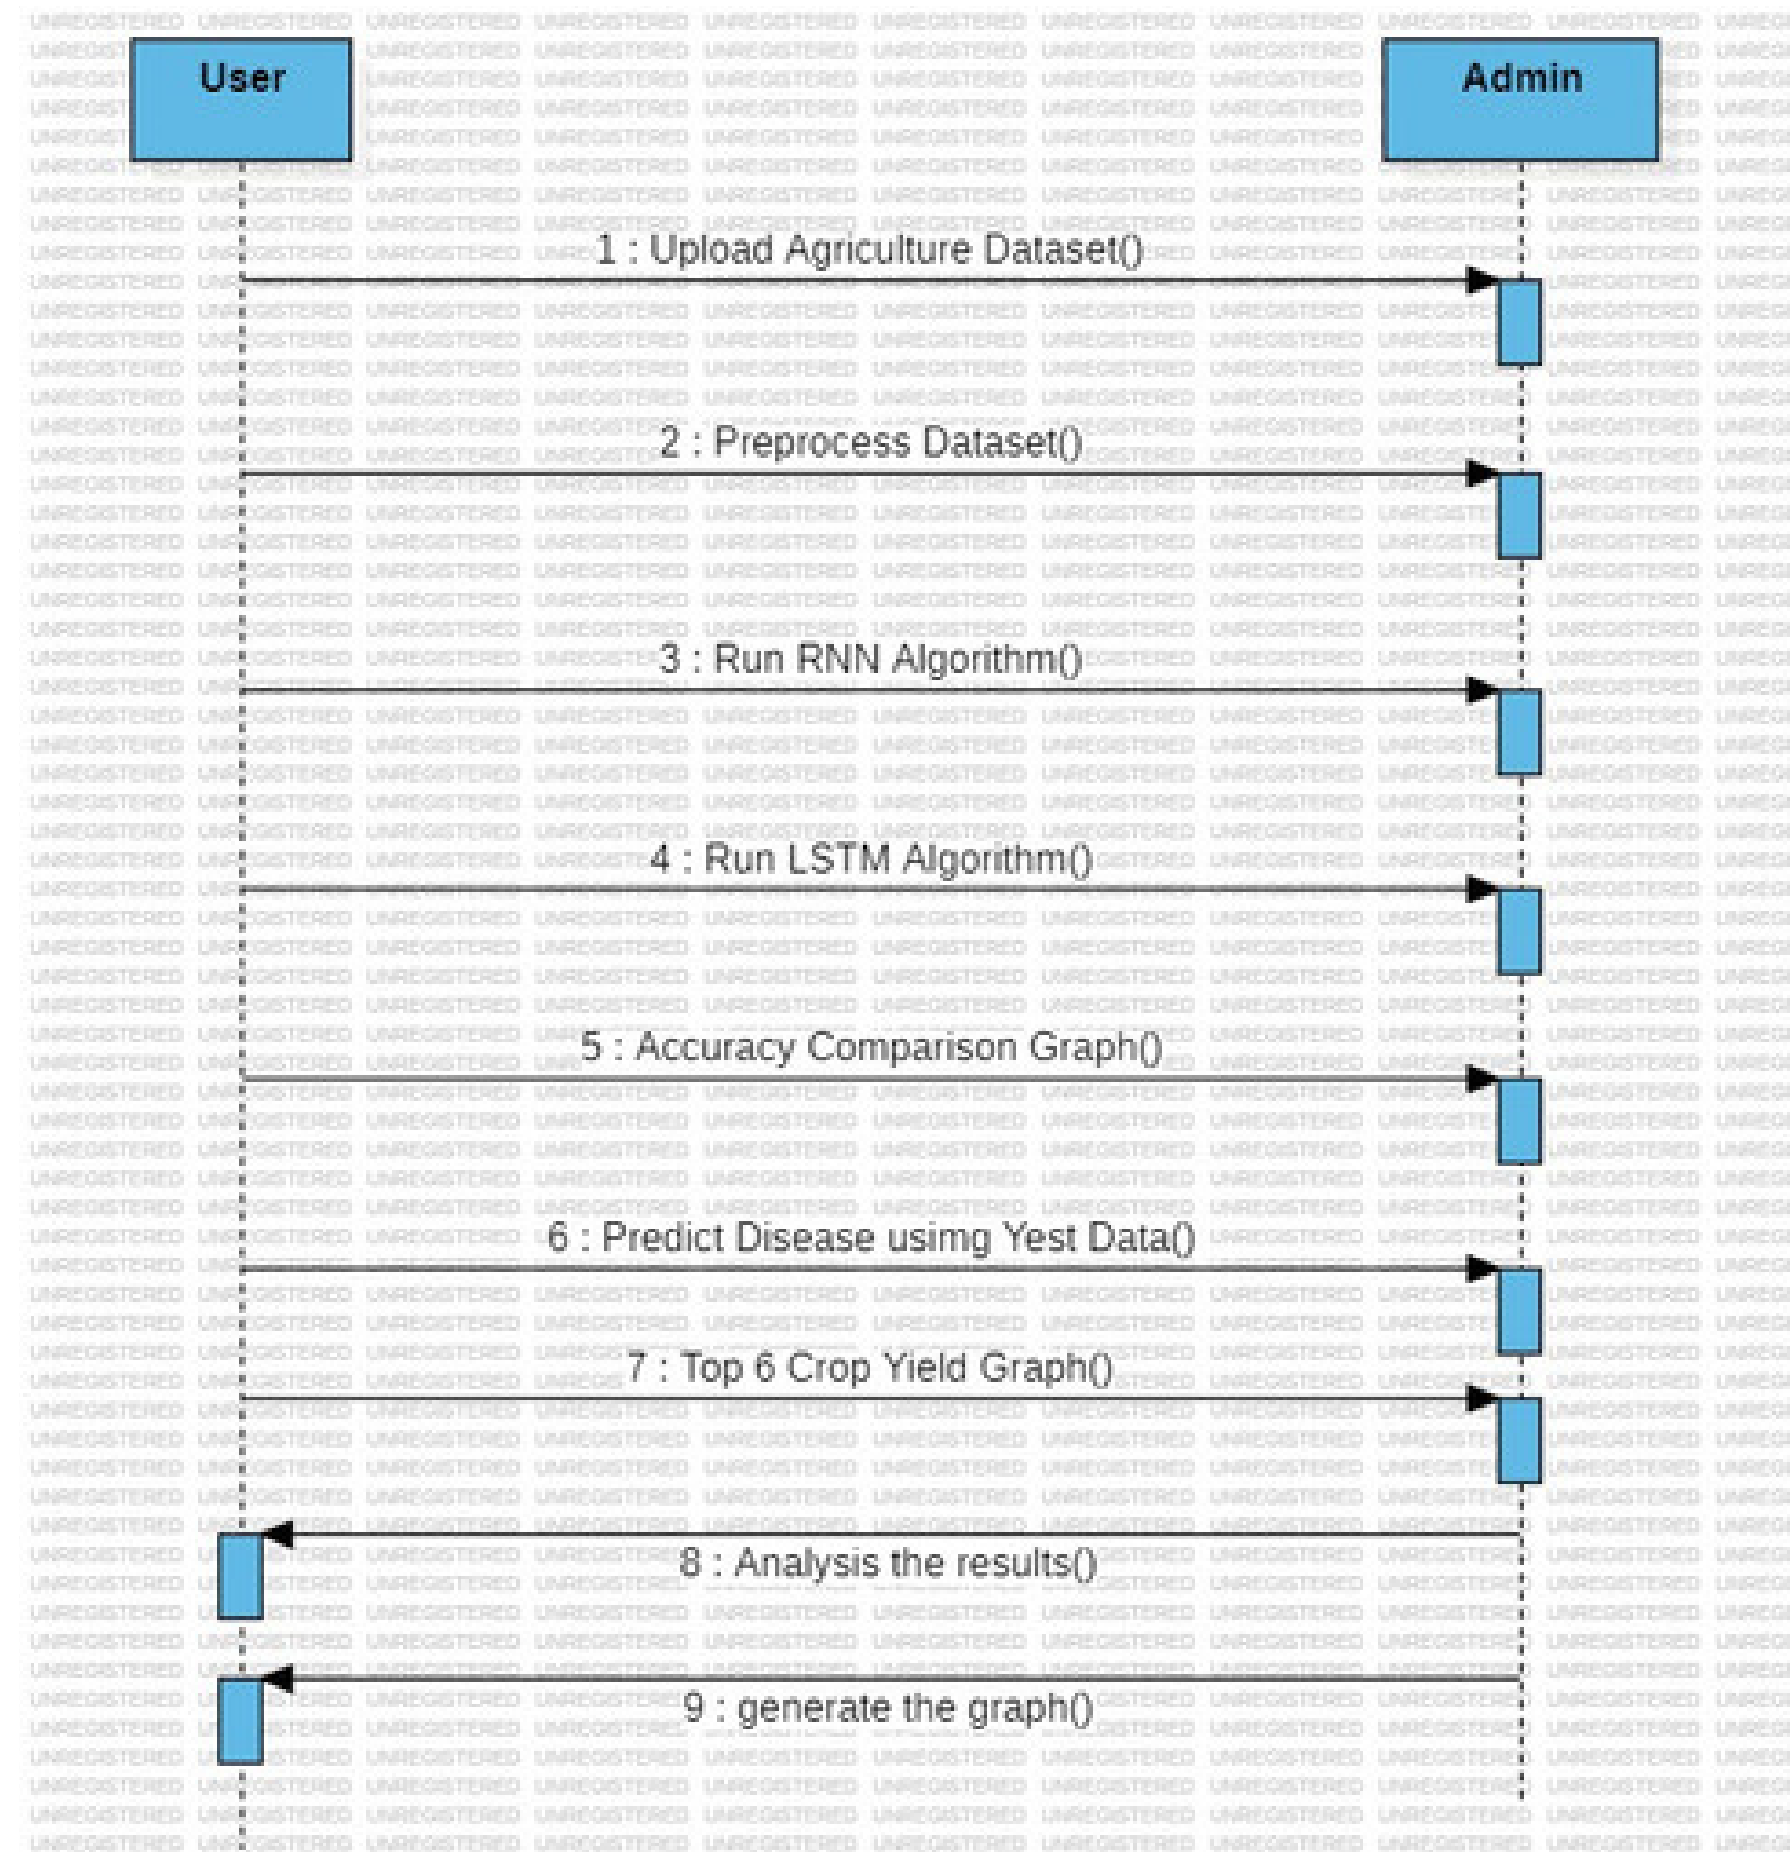 User
Admin
1 : Upload Agriculture Dataset()
2 : Preprocess Dataset()
3 : Run RNN Algorithm()
4 : Run LSTM Algorithm()
5 : Accuracy Comparison Graph()
6 : Predict Disease usimg Yest Data()
7 : Top 6 Crop Yield Graph()
8 : Analysis the results()
9 : generate the graph()
UNREGISTERED